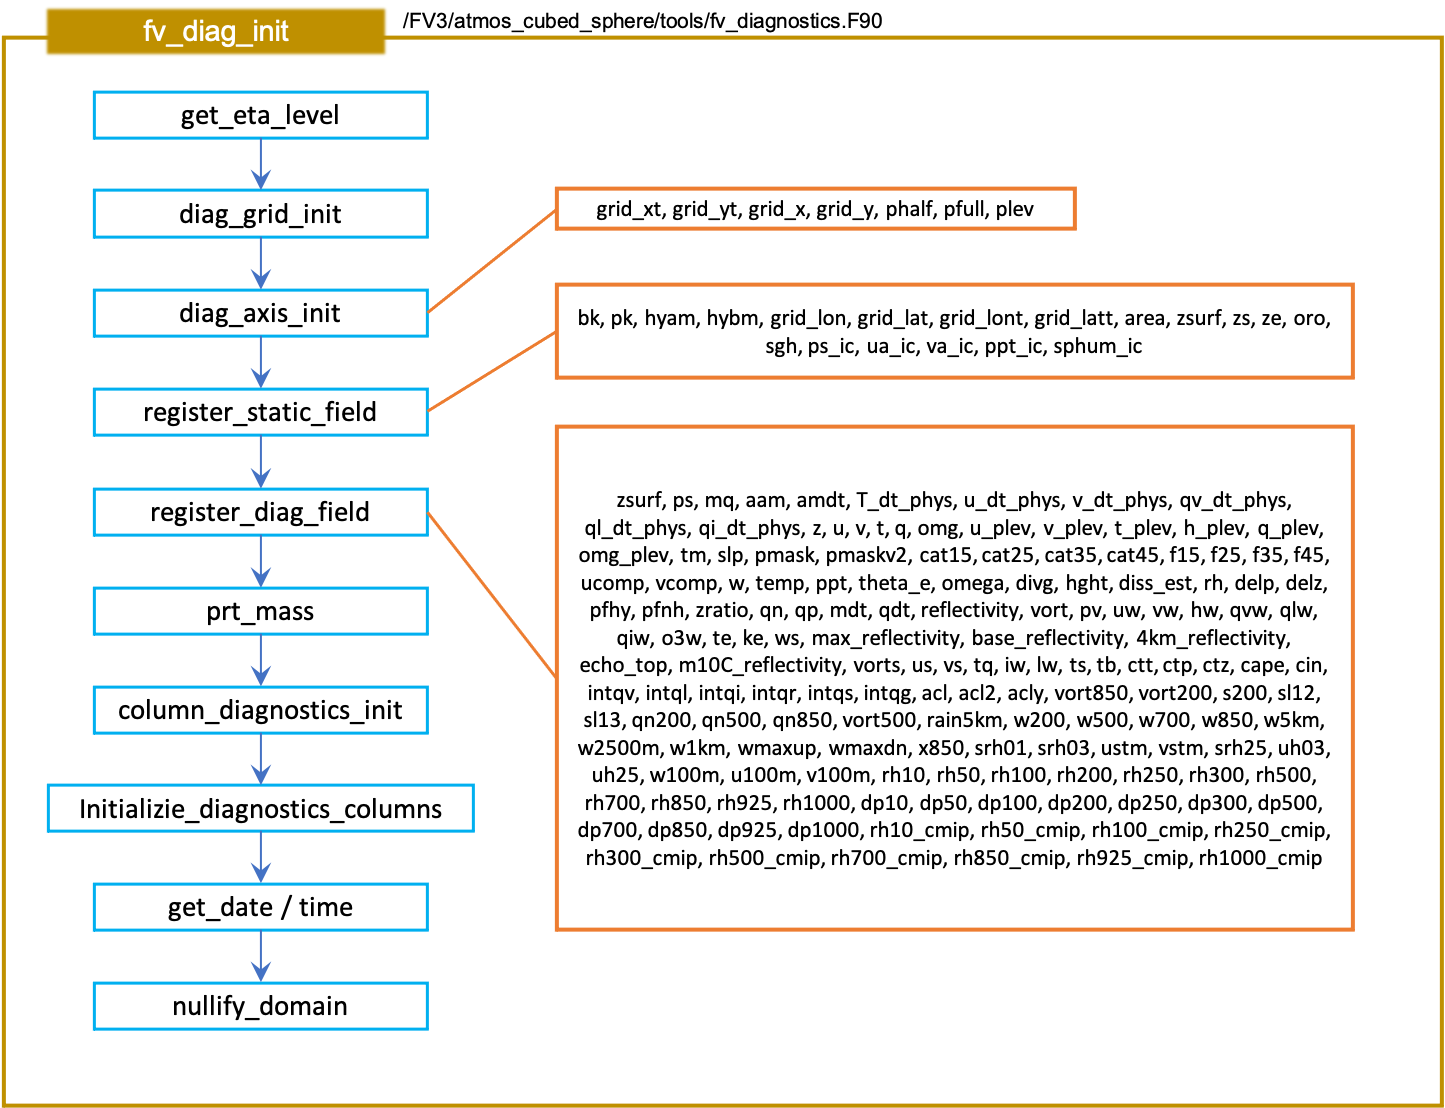 fv_diag_init
/FV3/atmos_cubed_sphere/tools/fv_diagnostics.F90
get_eta_level
diag_grid_init
grid_xt, grid_yt, grid_x, grid_y, phalf, pfull, plev
diag_axis_init
bk, pk, hyam, hybm, grid_lon, grid_lat, grid_lont, grid_latt, area, zsurf, zs, ze, oro,
sgh, ps_ic, ua_ic, va_ic, ppt_ic, sphum_ic
register_static_field
register_diag_field
zsurf, ps, mq, aam, amdt, T_dt_phys, u_dt_phys, v_dt_phys, qv_dt_phys,
ql_dt_phys, qi_dt_phys, z, u, v, t, q, omg, u_plev, v_plev, t_plev, h_plev, q_plev,
omg_plev, tm, slp, pmask, pmaskv2, cat15, cat25, cat35, cat45, f15, f25, f35, f45,
ucomp, vcomp, w, temp, ppt, theta_e, omega, divg, hght, diss_est, rh, delp, delz,
pfhy, pfnh, zratio, qn, qp, mdt, qdt, reflectivity, vort, pv, uw, vw, hw, qvw, qlw,
qiw, o3w, te, ke, ws, max_reflectivity, base_reflectivity, 4km_reflectivity,
echo_top, m10C_reflectivity, vorts, us, vs, tq, iw, lw, ts, tb, ctt, ctp, ctz, cape, cin,
intqv, intql, intqi, intqr, intqs, intqg, acl, acl2, acly, vort850, vort200, s200, sl12,
sl13, qn200, qn500, qn850, vort500, rain5km, w200, w500, w700, w850, w5km,
w2500m, w1km, wmaxup, wmaxdn, x850, srh01, srh03, ustm, vstm, srh25, uh03,
uh25, w100m, u100m, v100m, rh10, rh50, rh100, rh200, rh250, rh300, rh500,
rh700, rh850, rh925, rh1000, dp10, dp50, dp100, dp200, dp250, dp300, dp500,
dp700, dp850, dp925, dp1000, rh10_cmip, rh50_cmip, rh100_cmip, rh250_cmip,
rh300_cmip, rh500_cmip, rh700_cmip, rh850_cmip, rh925_cmip, rh1000_cmip
prt_mass
column_diagnostics_init
Initializie_diagnostics_columns
get_date / time
nullify_domain